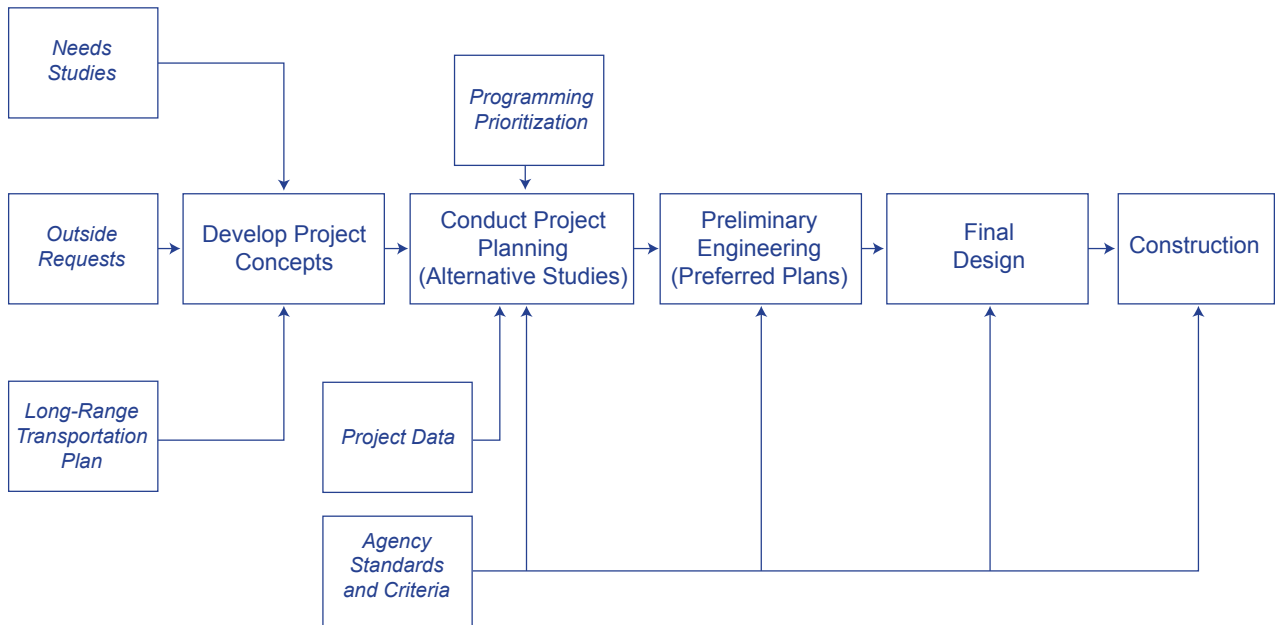 Needs
Studies
Programming
Prioritization
Outside
Requests
Develop Project
Concepts
Conduct Project
Planning
(Alternative Studies)
Preliminary
Engineering
(Preferred Plans)
Final
Design
Construction
Long-Range
Transportation
Plan
Project Data
Agency
Standards
and Criteria